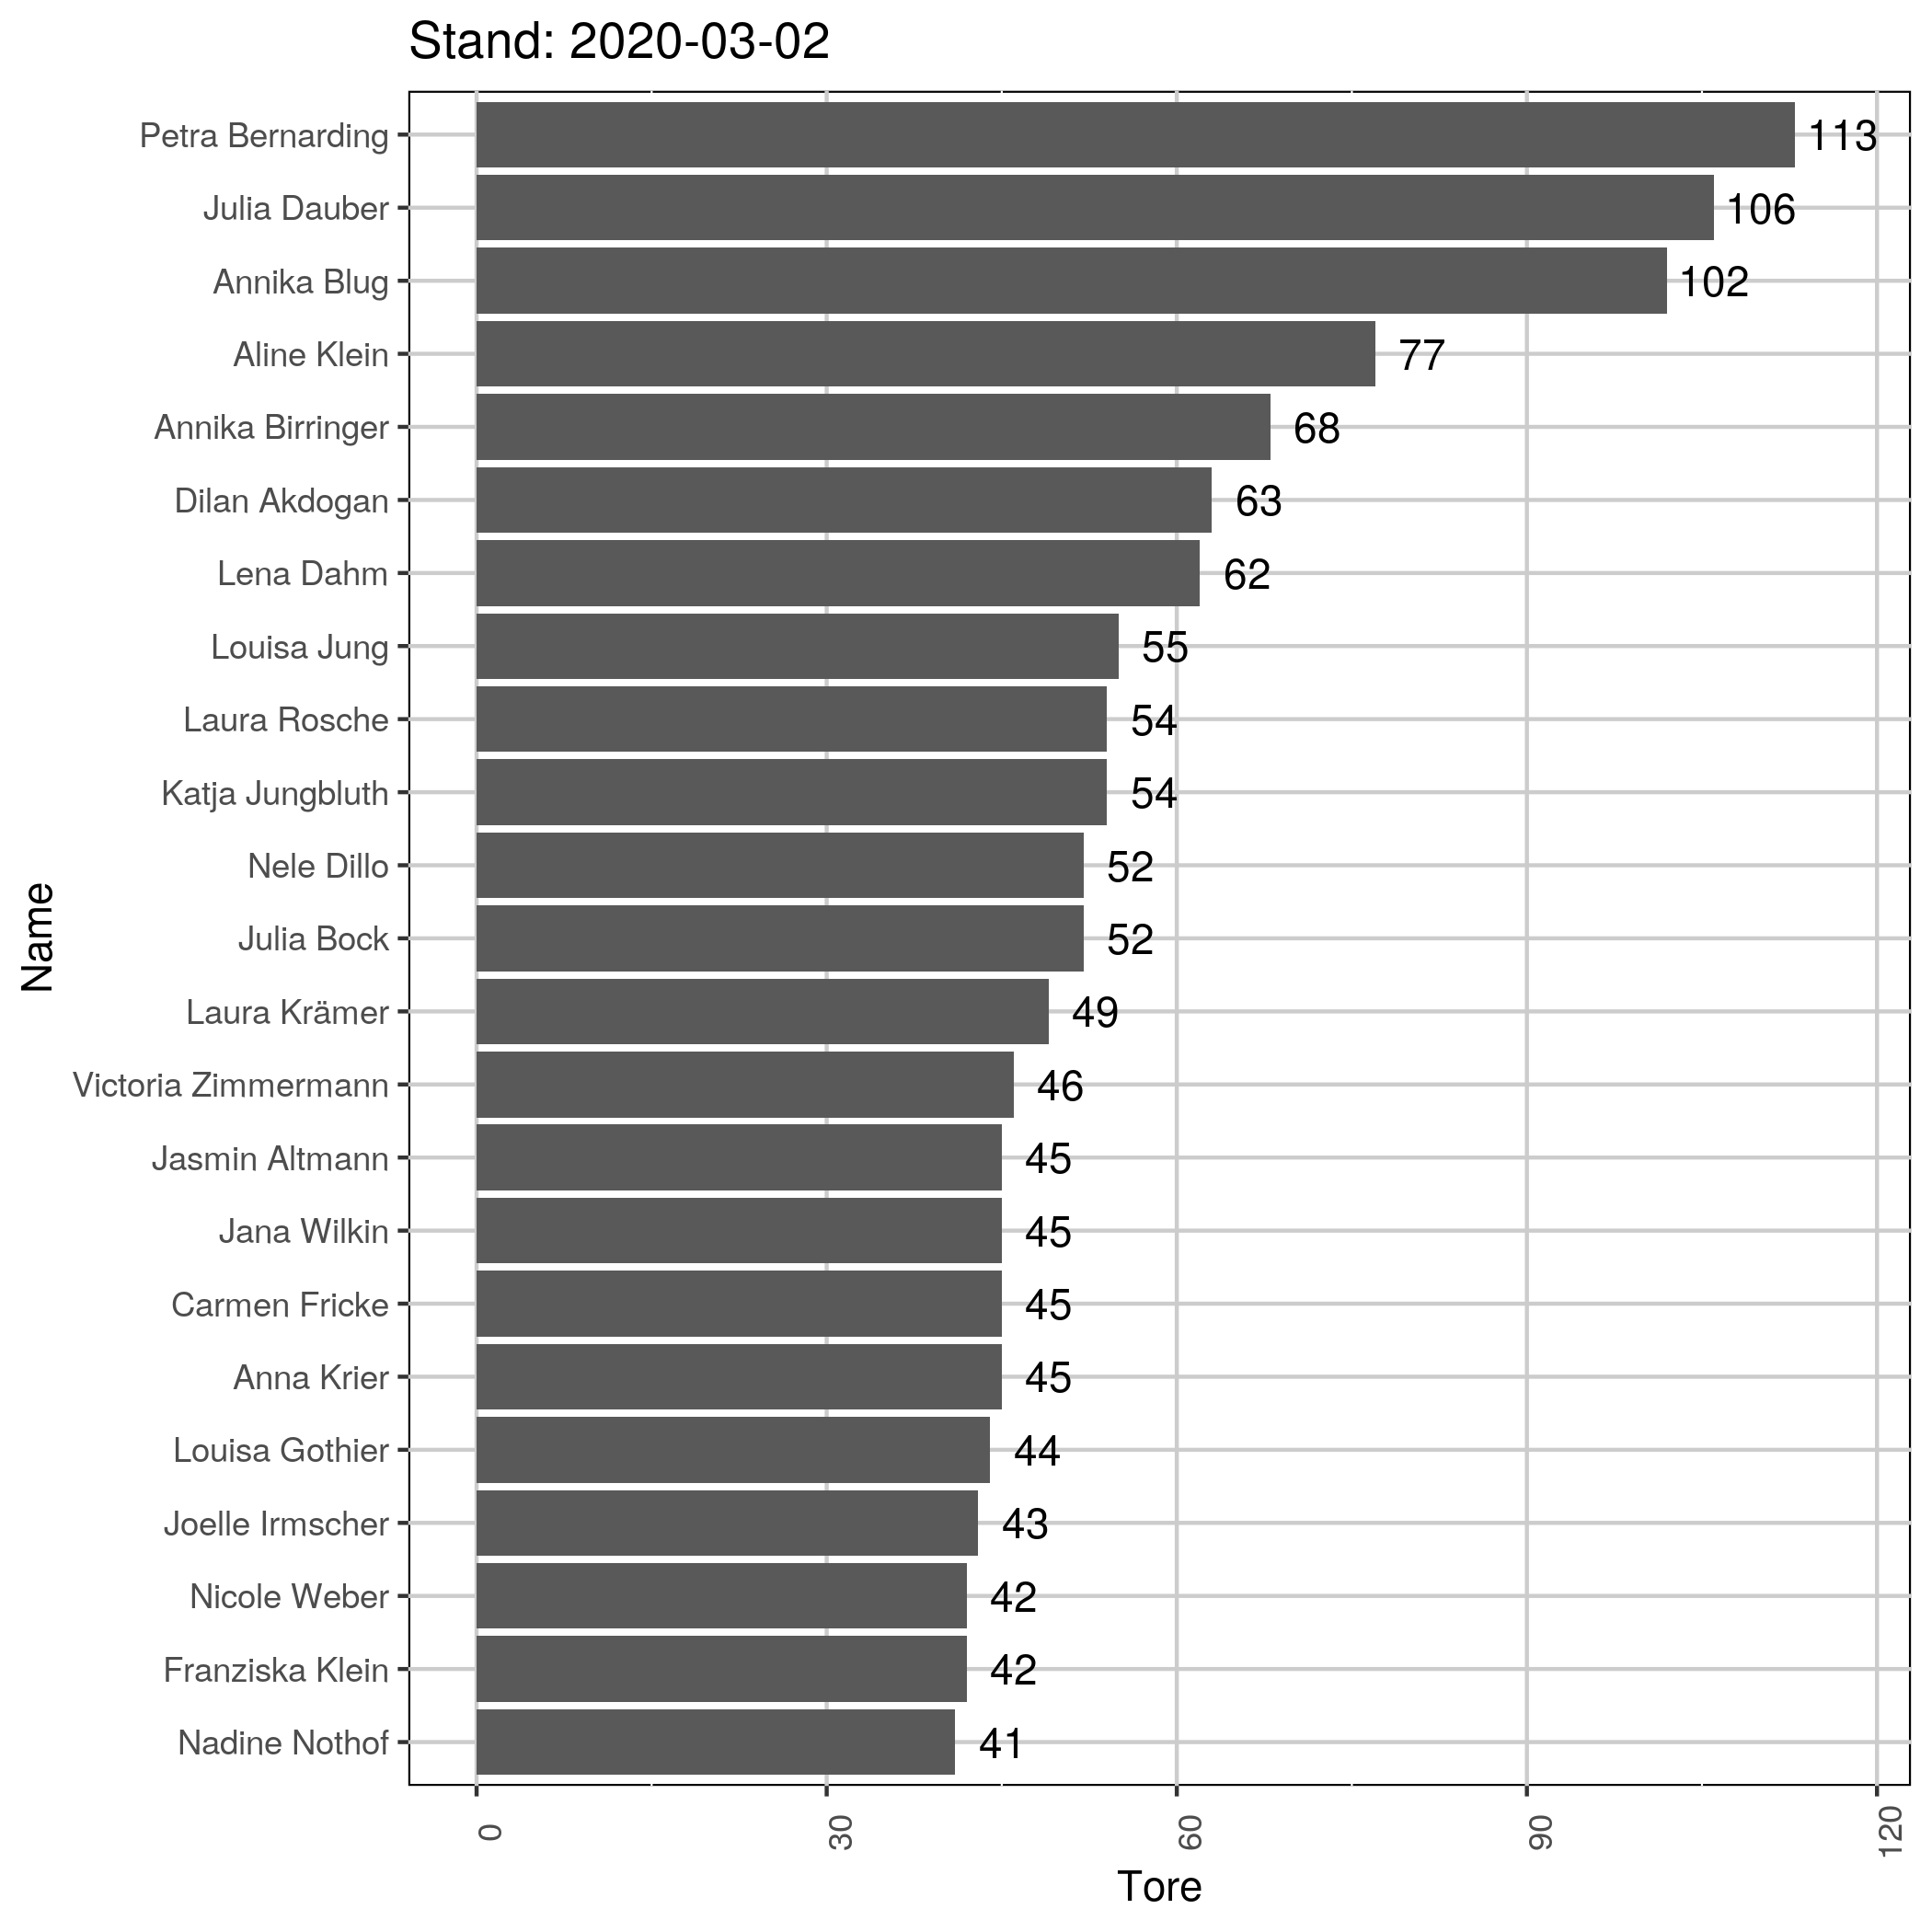 Stand: 2020-03-02
Petra Bernarding 113
Julia Dauber 106
Annika Blug 102
Aline Klein 77
Annika Birringer 68
Dilan Akdogan 63
Lena Dahm 62
Louisa Jung 55
Laura Rosche 54
Katja Jungbluth 54
Nele Dillo 52
Julia Bock 52
Laura Krämer 49
Victoria Zimmermann 46
Jasmin Altmann 45
Jana Wilkin 45
Carmen Fricke 45
Anna Krier 45
Louisa Gothier 44
Joelle Irmscher 43
Nicole Weber 42
Franziska Klein 42
Nadine Nothof 41
Name
0 30 60 90 120
Tore